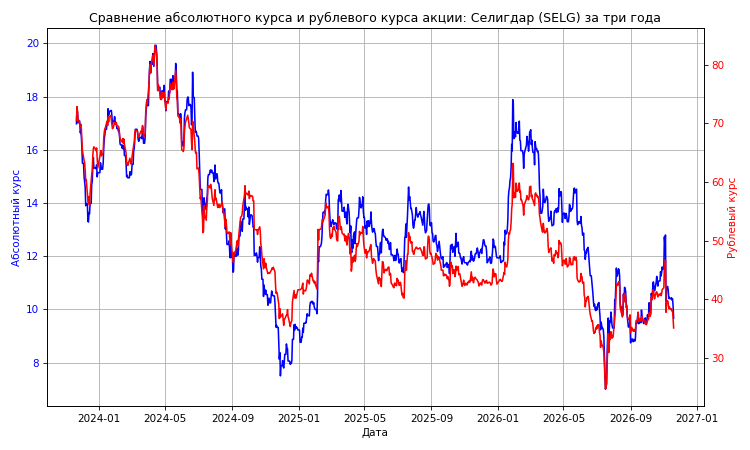 Сравнение абсолютного курса и рублевого курса акции: Селигдар (SELG) за три года
Абсолютный курс
20
18
16
14
12
10
8
80
70
60
50
40
30
Рублевый курс
2024-01 2024-05 2024-09 2025-01 2025-05 2025-09 2026-01 2026-05 2026-09 2027-01
Дата